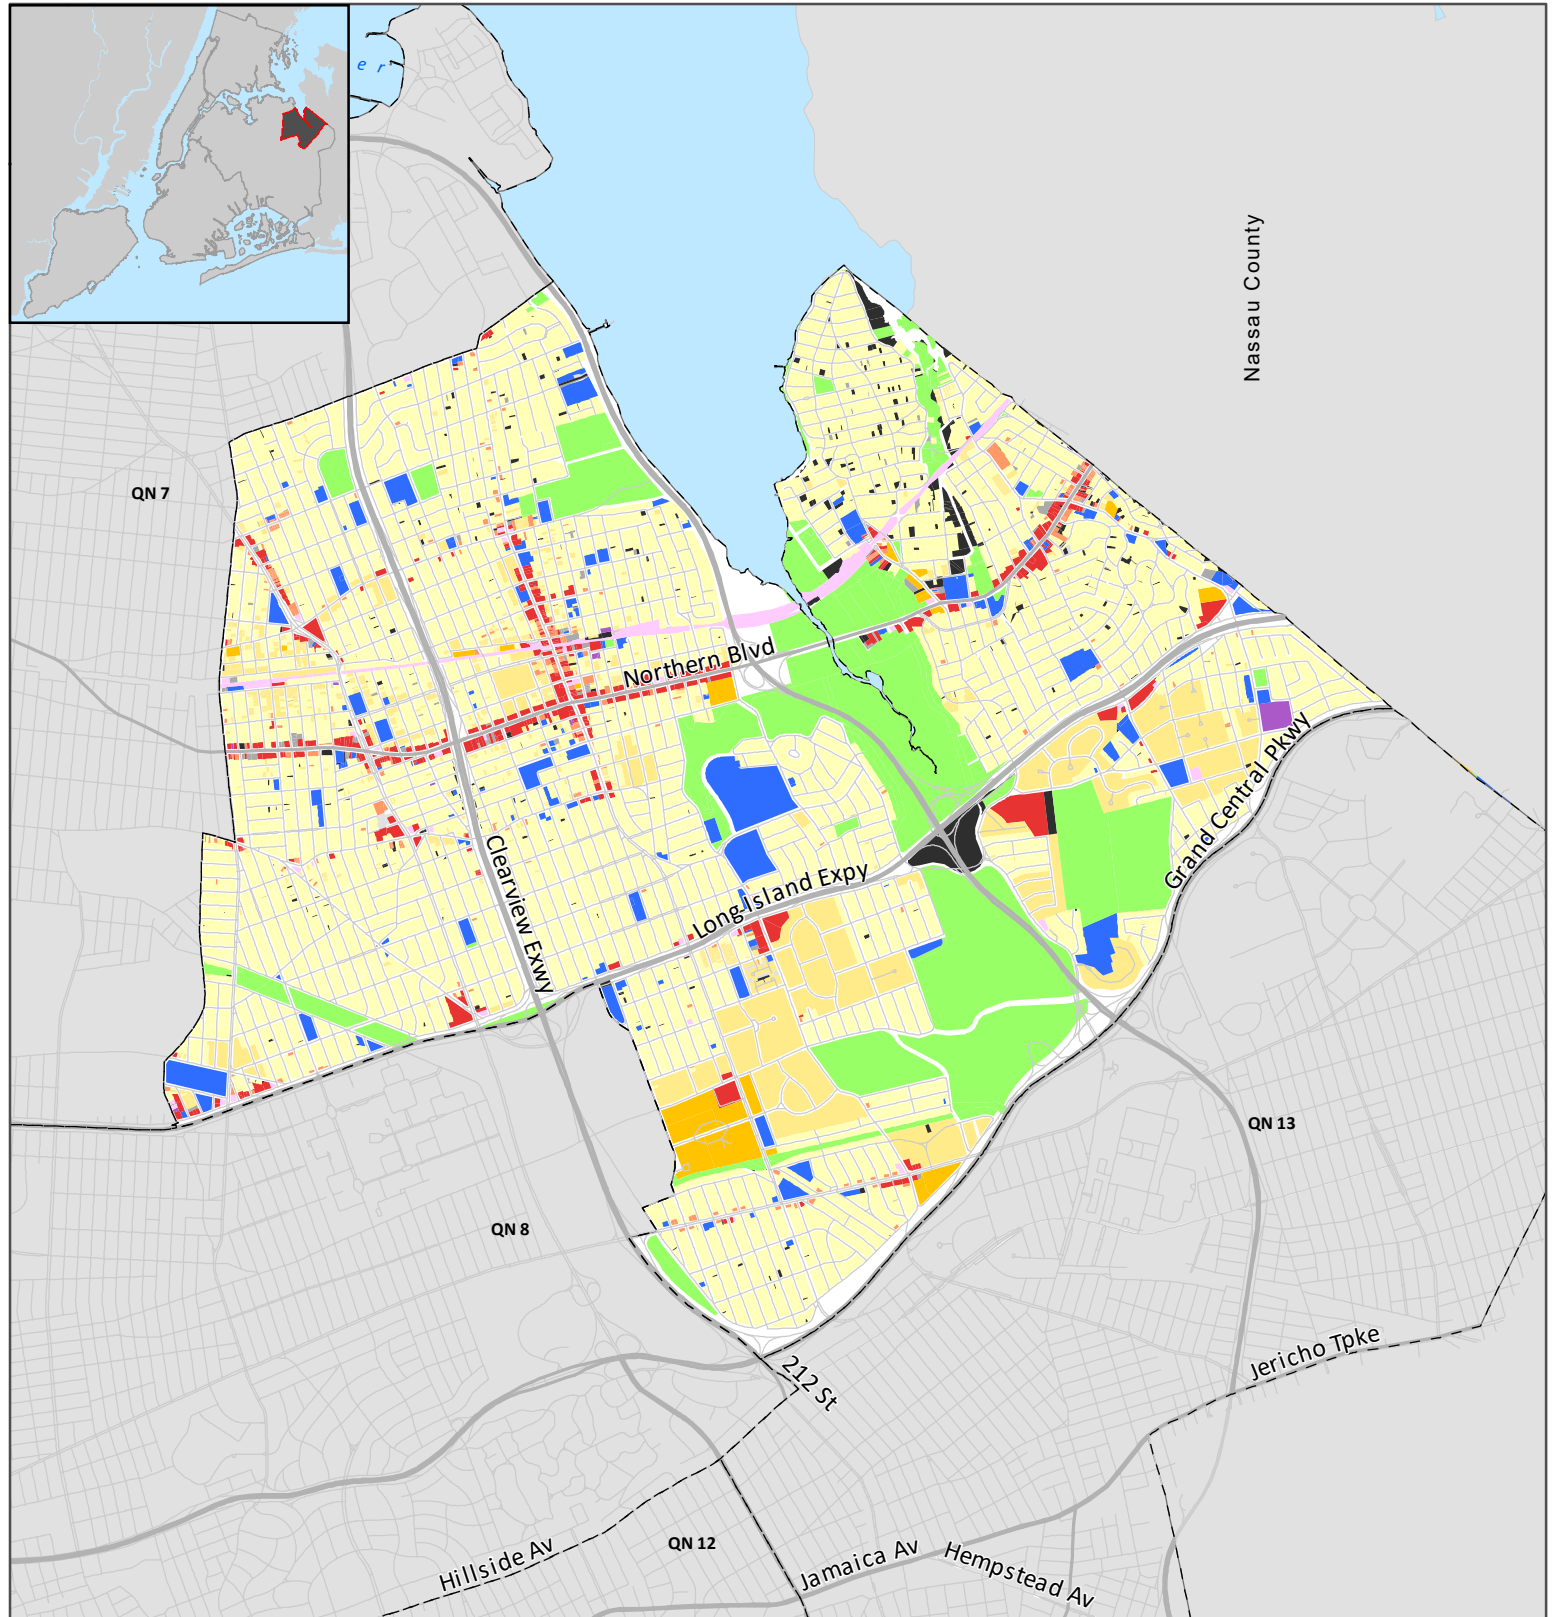 e r
Nassau County
QN 7
Northern Blvd
Grand Central Pkwy
Clearview Exwy
Long Island Expy
QN 13
QN 8
212 St
Jericho Tpke
QN 12
Hillside Av
Jamaica Av
Hempstead Av